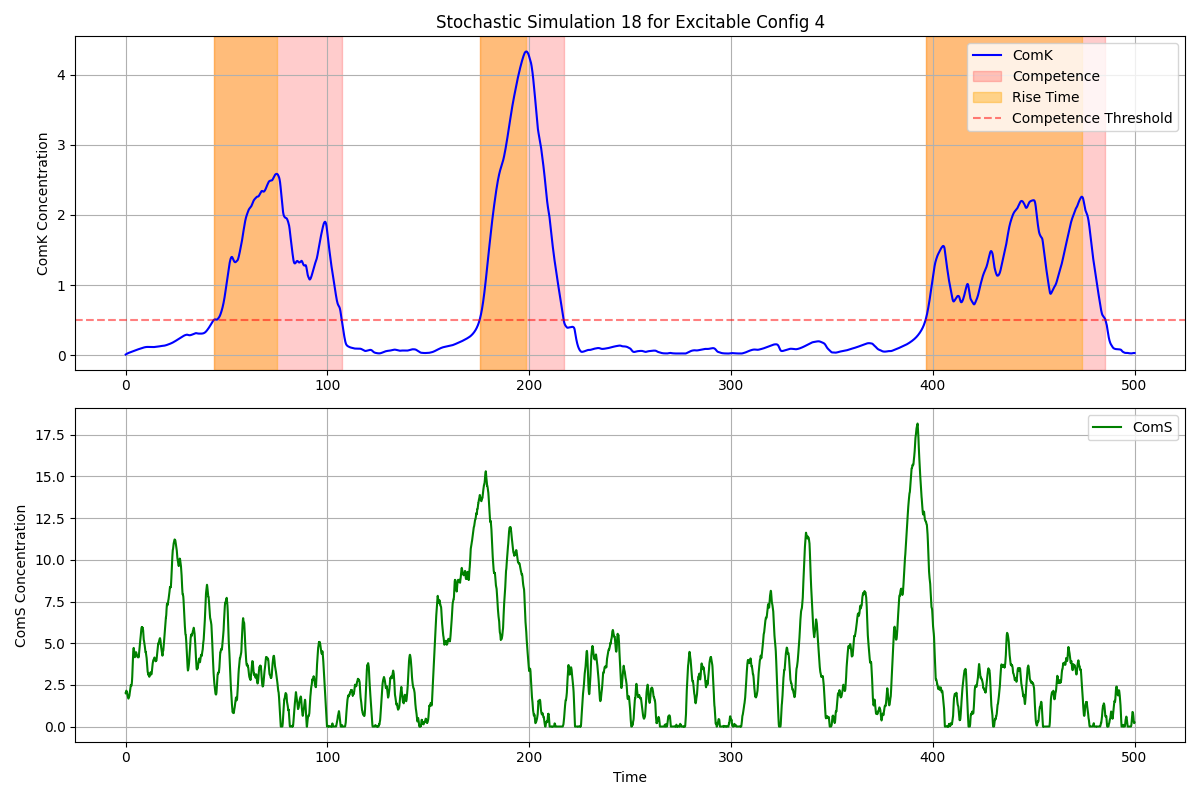 Stochastic Simulation 18 for Excitable Config 4
ComK Concentration
4
3
2
1
0
ComK
Competence
Rise Time
Competence Threshold
0 100 200 300 400 500
ComS Concentration
17.5
15.0
12.5
10.0
7.5
5.0
2.5
0.0
ComS
0 100 200 300 400 500
Time